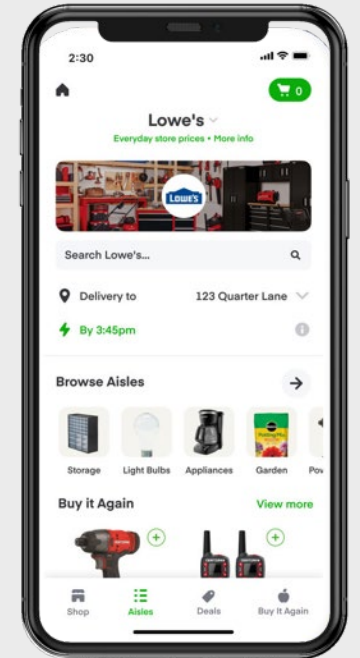 2:30
0
Lowe's
Everyday store prices • More info
LOWE'S
Search Lowe's...
Delivery to 123 Quarter Lane
By 3:45pm
Browse Aisles
Storage Light Bulbs Appliances Garden Pow
Buy it Again View more
Shop Aisles Deals Buy It Again